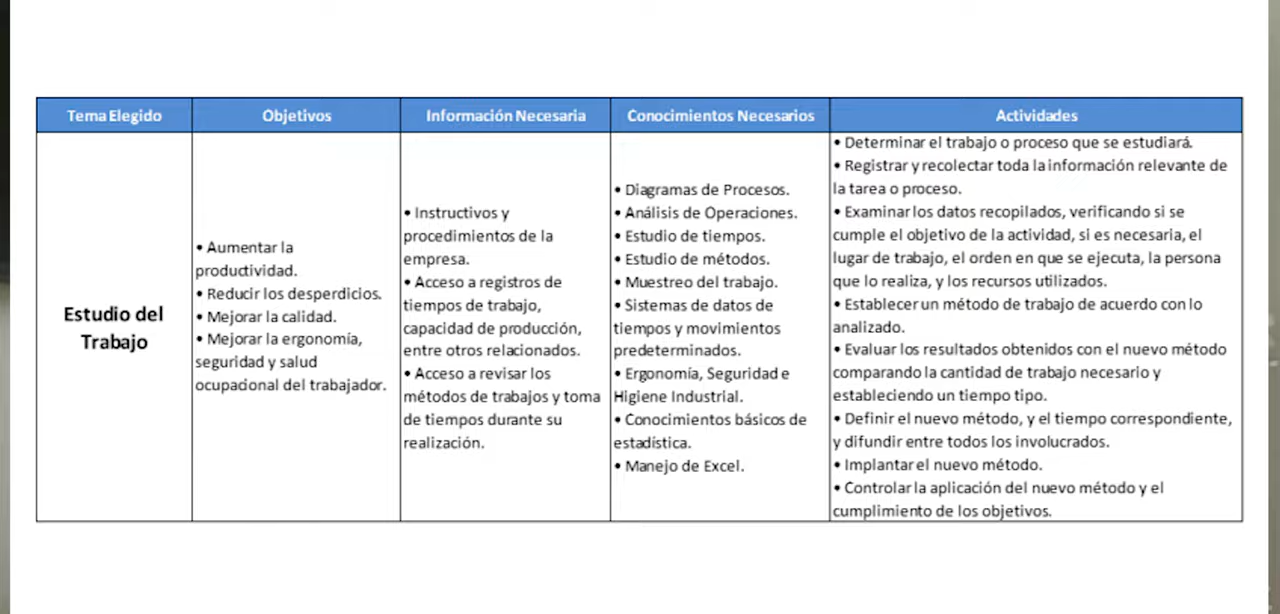 Tema Elegido
Objetivos
Información Necesaria
Conocimientos Necesarios
Actividades
Estudio del
Trabajo
• Aumentar la
productividad.
• Reducir los desperdicios.
• Mejorar la calidad.
• Mejorar la ergonomía,
seguridad y salud
ocupacional del trabajador.
• Instructivos y
procedimientos de la
empresa.
• Acceso a registros de
tiempos de trabajo,
capacidad de producción,
entre otros relacionados.
• Acceso a revisar los
métodos de trabajos y toma
de tiempos durante su
realización.
• Diagramas de Procesos.
• Análisis de Operaciones.
• Estudio de tiempos.
• Estudio de métodos.
• Muestreo del trabajo.
• Sistemas de datos de
tiempos y movimientos
predeterminados.
• Ergonomía, Seguridad e
Higiene Industrial.
• Conocimientos básicos de
estadística.
• Manejo de Excel.
• Determinar el trabajo o proceso que se estudiará.
• Registrar y recolectar toda la información relevante de
la tarea o proceso.
• Examinar los datos recopilados, verificando si se
cumple el objetivo de la actividad, si es necesaria, el
lugar de trabajo, el orden en que se ejecuta, la persona
que lo realiza, y los recursos utilizados.
• Establecer un método de trabajo de acuerdo con lo
analizado.
• Evaluar los resultados obtenidos con el nuevo método
comparando la cantidad de trabajo necesario y
estableciendo un tiempo tipo.
• Definir el nuevo método, y el tiempo correspondiente,
y difundir entre todos los involucrados.
• Implantar el nuevo método.
• Controlar la aplicación del nuevo método y el
cumplimiento de los objetivos.